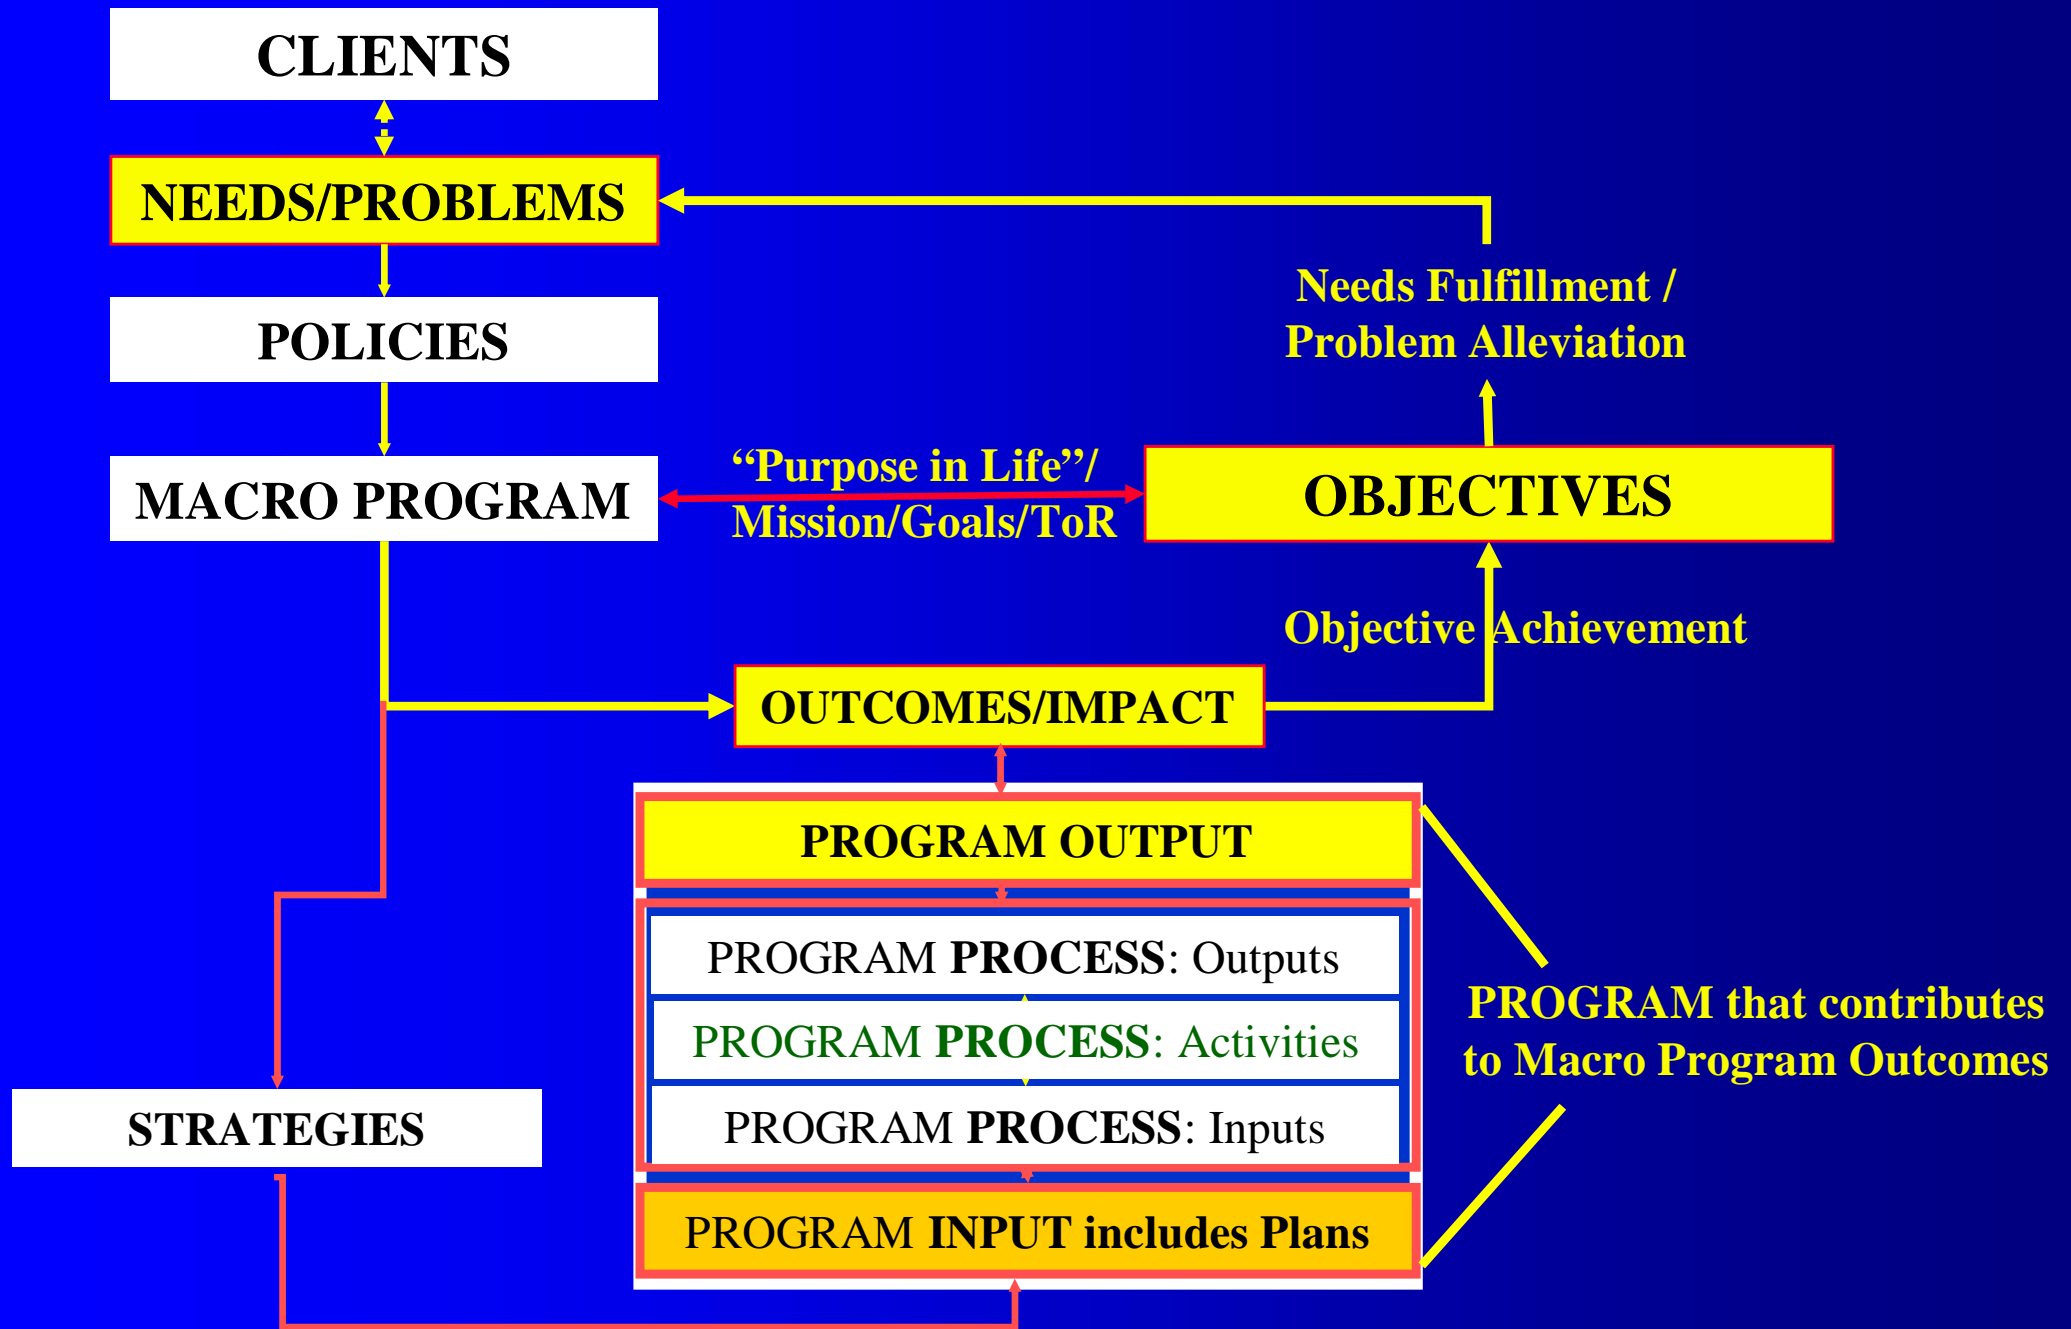 CLIENTS
NEEDS/PROBLEMS
POLICIES
Needs Fulfillment /
Problem Alleviation
MACRO PROGRAM
“Purpose in Life”/
Mission/Goals/ToR
OBJECTIVES
Objective Achievement
OUTCOMES/IMPACT
PROGRAM OUTPUT
PROGRAM PROCESS: Outputs
PROGRAM PROCESS: Activities
PROGRAM PROCESS: Inputs
PROGRAM INPUT includes Plans
PROGRAM that contributes
to Macro Program Outcomes
STRATEGIES